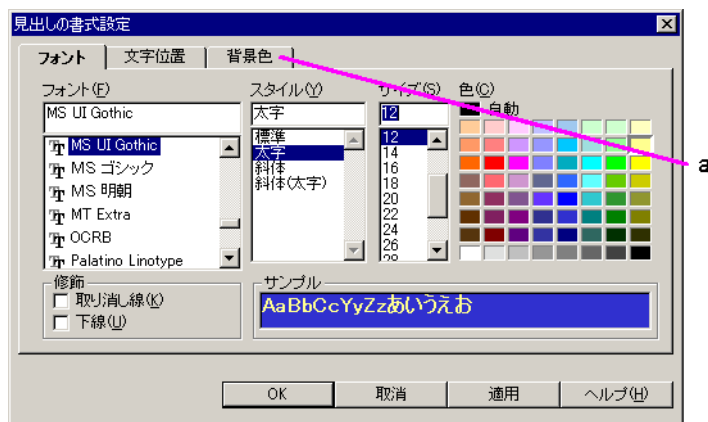 見出しの書式設定
フォント 文字位置 背景色
フォント(F) スタイル(Y) サイズ(S) 色(C)
MS UI Gothic 太字 12 自動
MS UI Gothic 標準 12
MS ゴシック 太字 14
MS 明朝 斜体 16
MT Extra 斜体(太字) 18
OCRB 20
Palatino Linotype 22
24
26
28
a
修飾 サンプル
取り消し線(K) AaBbCcYyZzあいうえお
下線(U)
OK 取消 適用 ヘルプ(H)